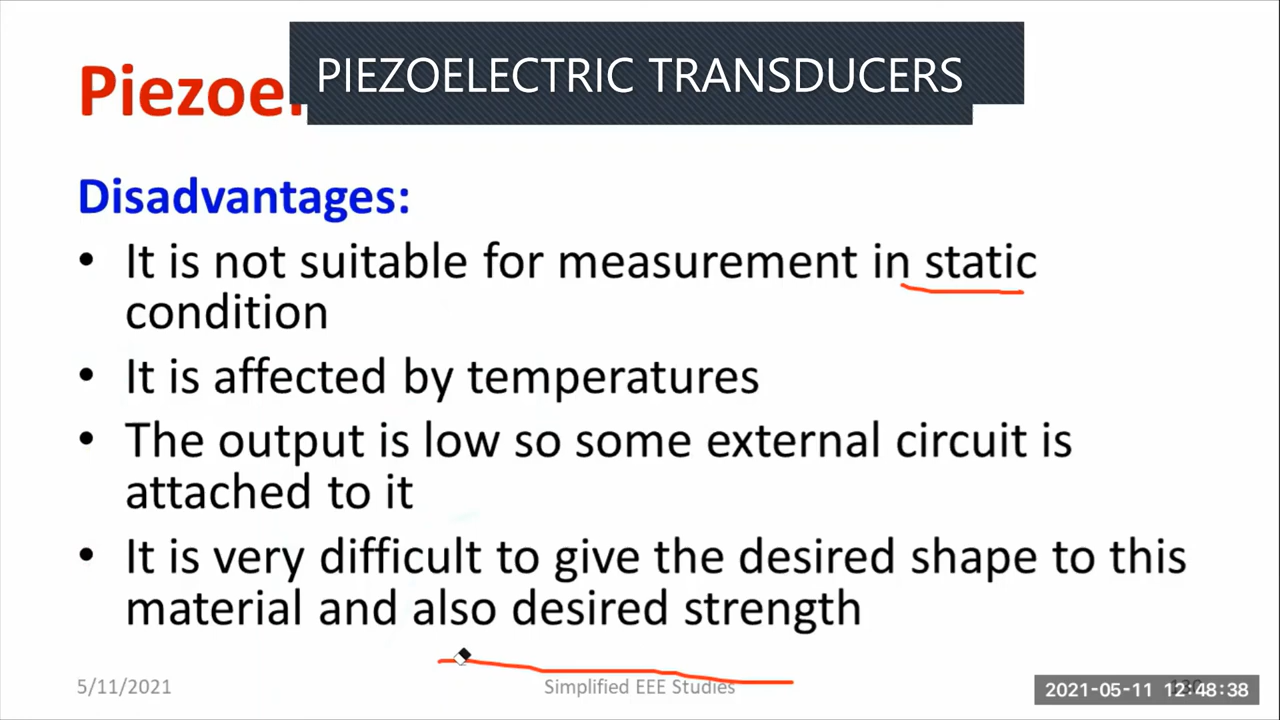 PIEZOELECTRIC TRANSDUCERS
Piezoe
Disadvantages:
• It is not suitable for measurement in static
condition
• It is affected by temperatures
• The output is low so some external circuit is
attached to it
• It is very difficult to give the desired shape to this
material and also desired strength
5/11/2021
Simplified EEE Studies
2021-05-11 12:48:38